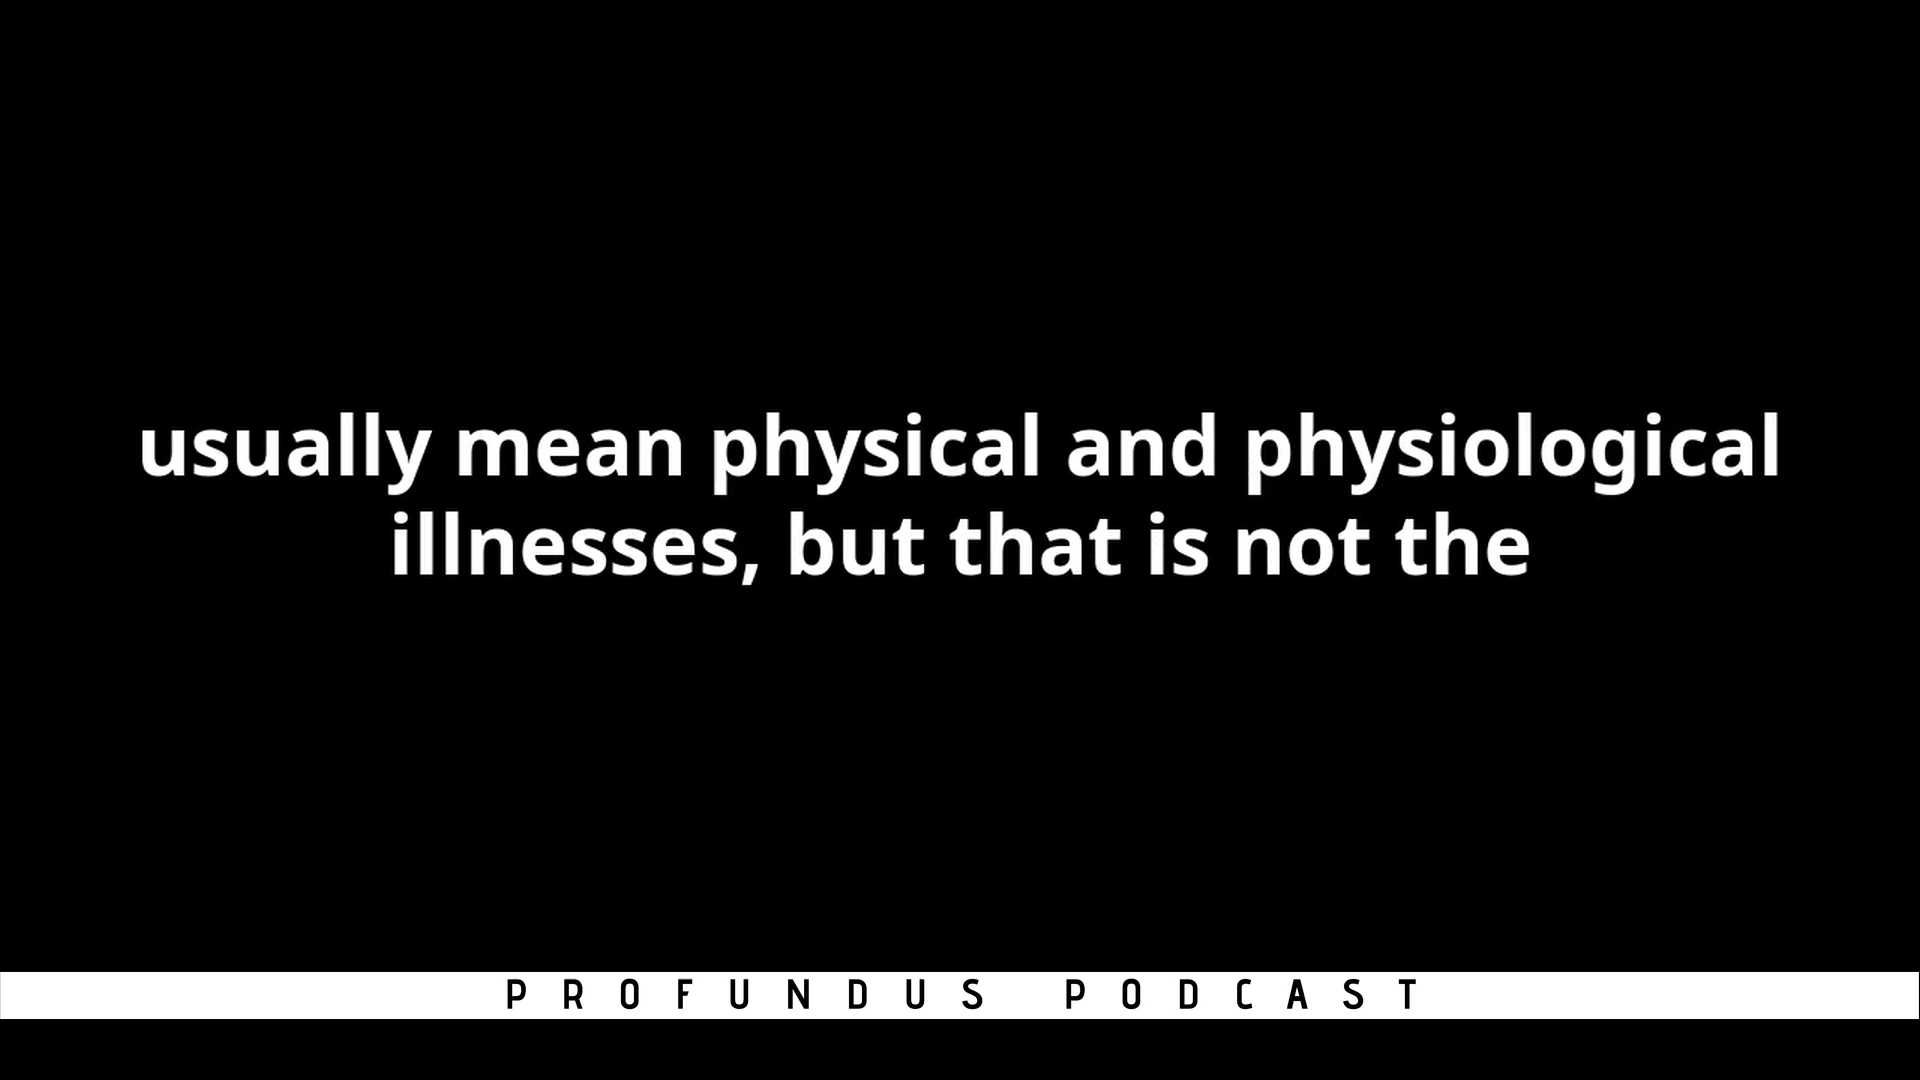 usually mean physical and physiological
illnesses, but that is not the
PROFUNDUS PODCAST